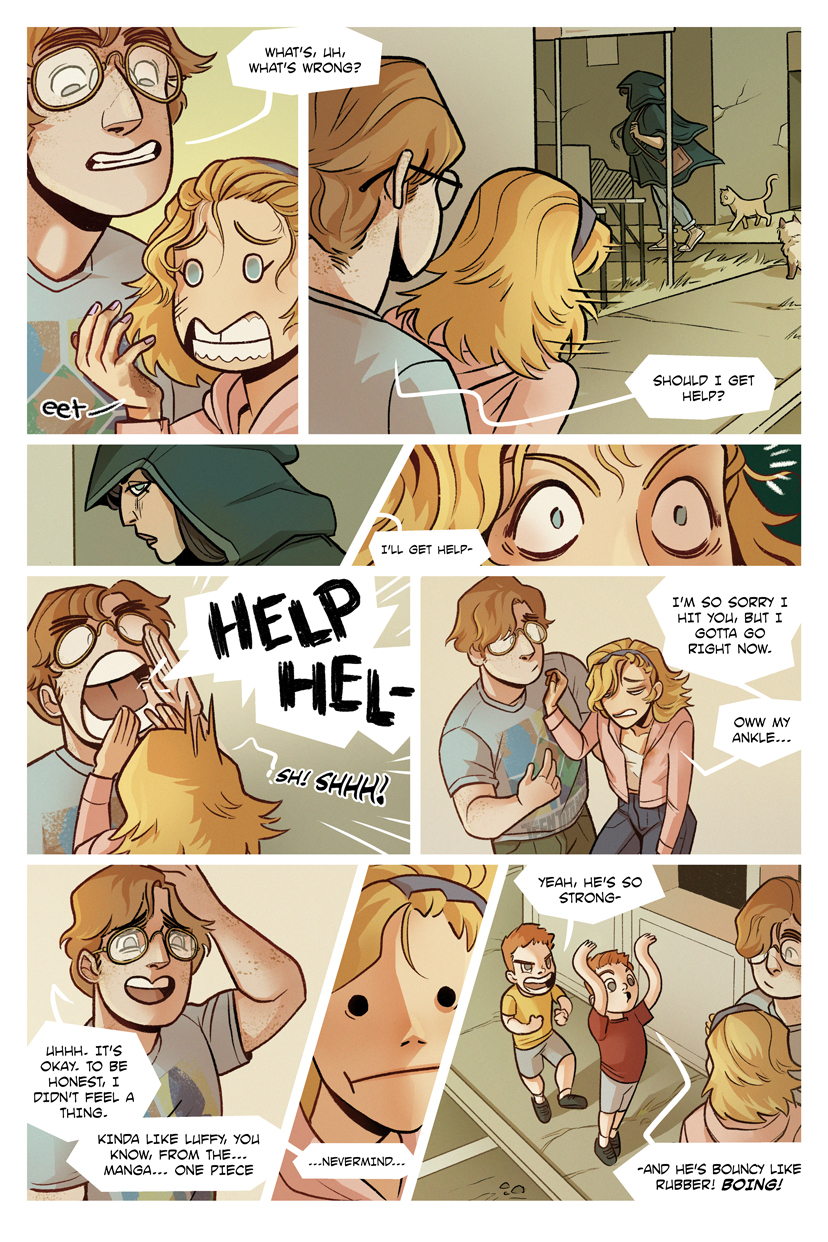 WHAT'S, UH,
WHAT'S WRONG?
eet
SHOULD I GET
HELP?
I'LL GET HELP-
HELP
HEL-
SH! SHHH!
I'M SO SORRY I
HIT YOU, BUT I
GOTTA GO
RIGHT NOW.
OWW MY
ANKLE...
UHHH. IT'S
OKAY. TO BE
HONEST, I
DIDN'T FEEL A
THING.
KINDA LIKE LUFFY, YOU
KNOW, FROM THE...
MANGA... ONE PIECE
...NEVERMIND...
YEAH, HE'S SO
STRONG-
-AND HE'S BOUNCY LIKE
RUBBER! BOING!